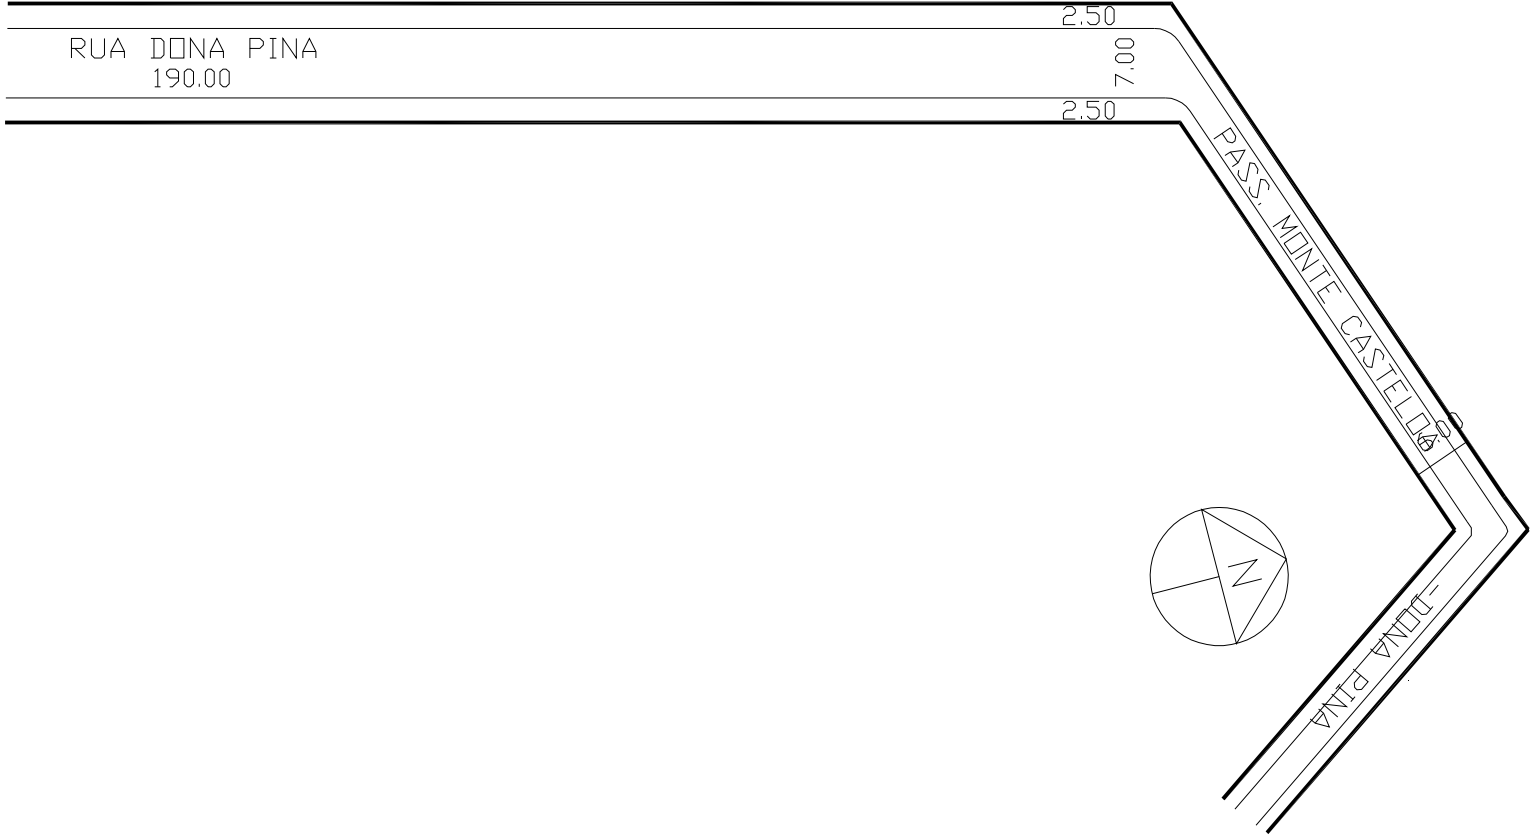 2.50
RUA DONA PINA
190.00
7.00
2.50
PASS. MONTE CASTELO
N
-DONA PINA